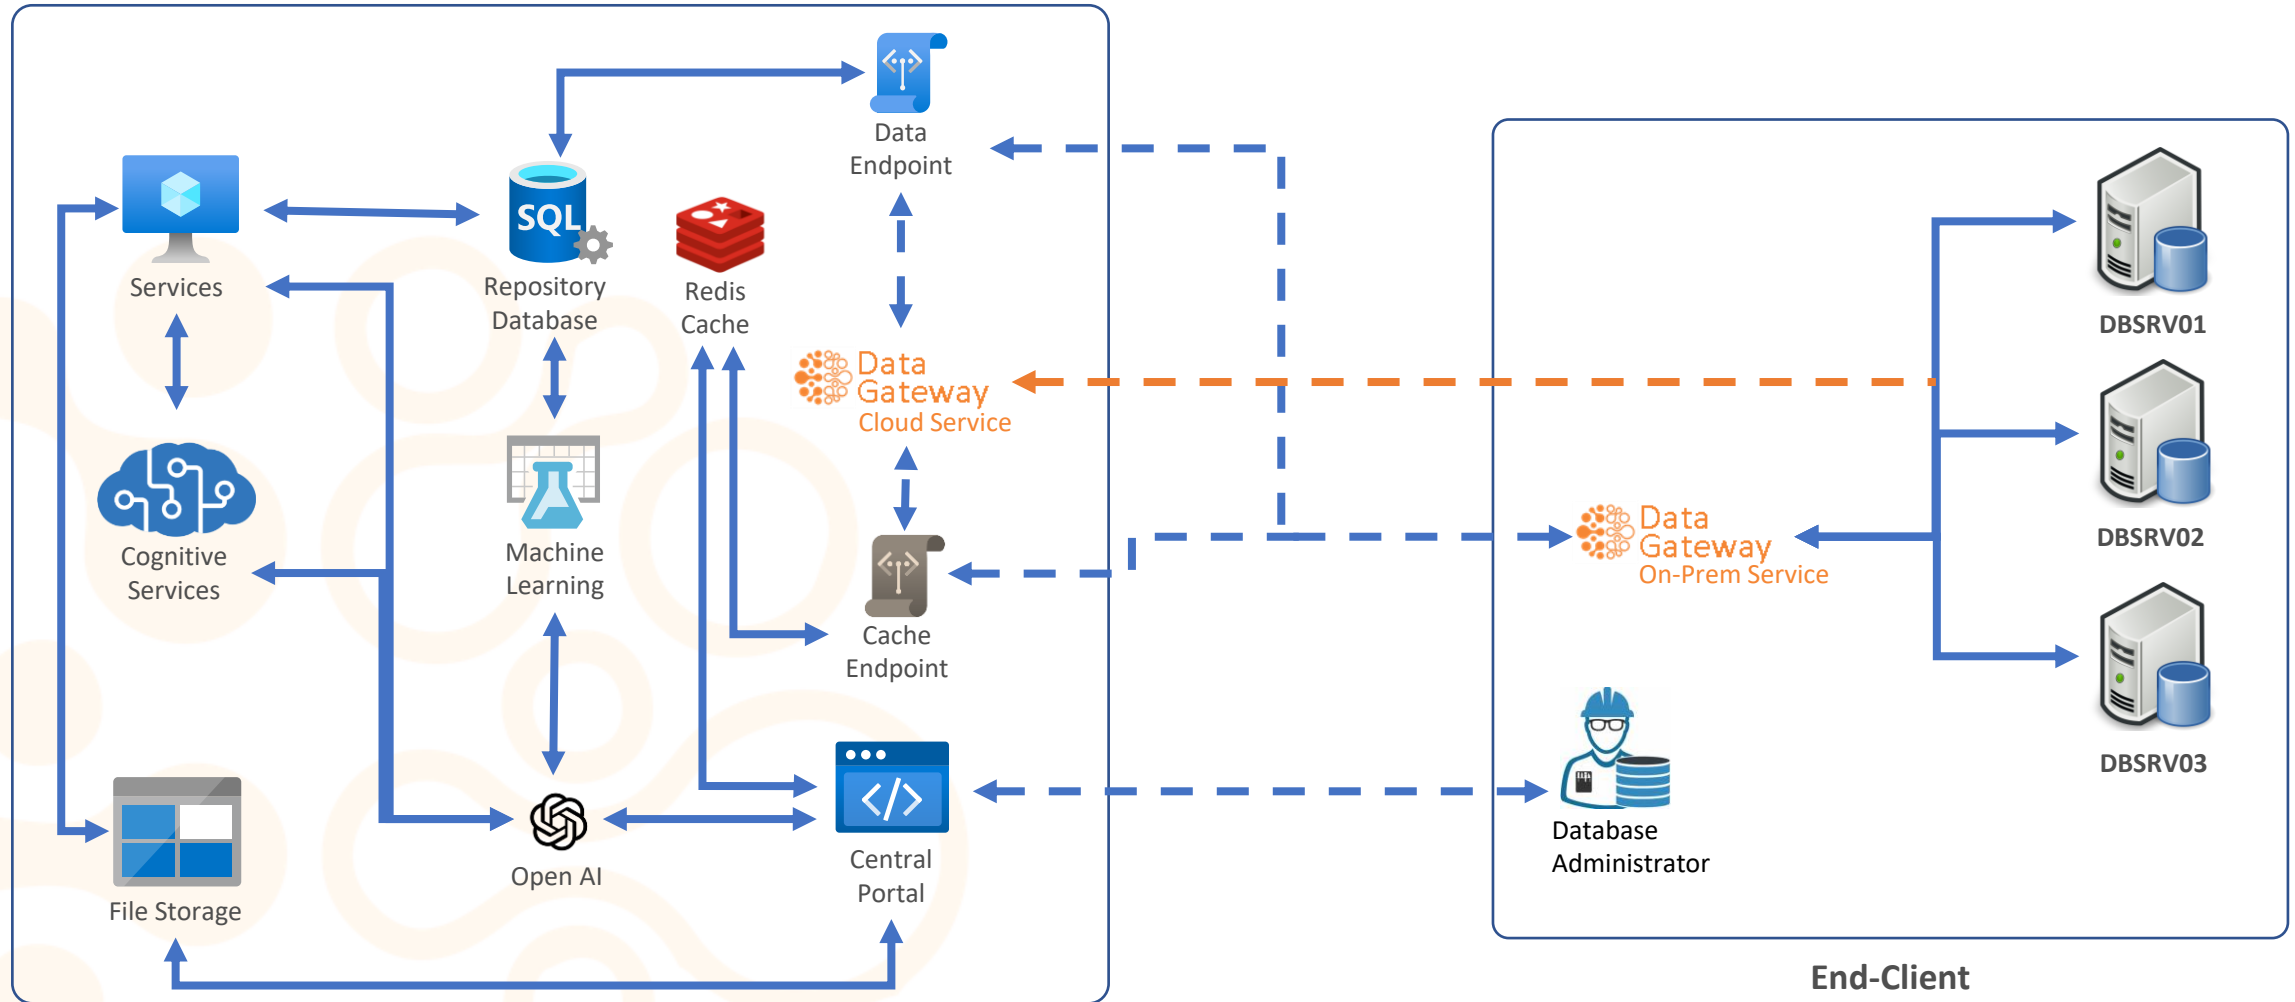 Data
Endpoint
Services
SQL
Repository
Database
Redis
Cache
Data
Gateway
Cloud Service
Cognitive
Services
Machine
Learning
Cache
Endpoint
File Storage
Open AI
</>
Central
Portal
DBSRV01
DBSRV02
DBSRV03
Data
Gateway
On-Prem Service
Database
Administrator
End-Client